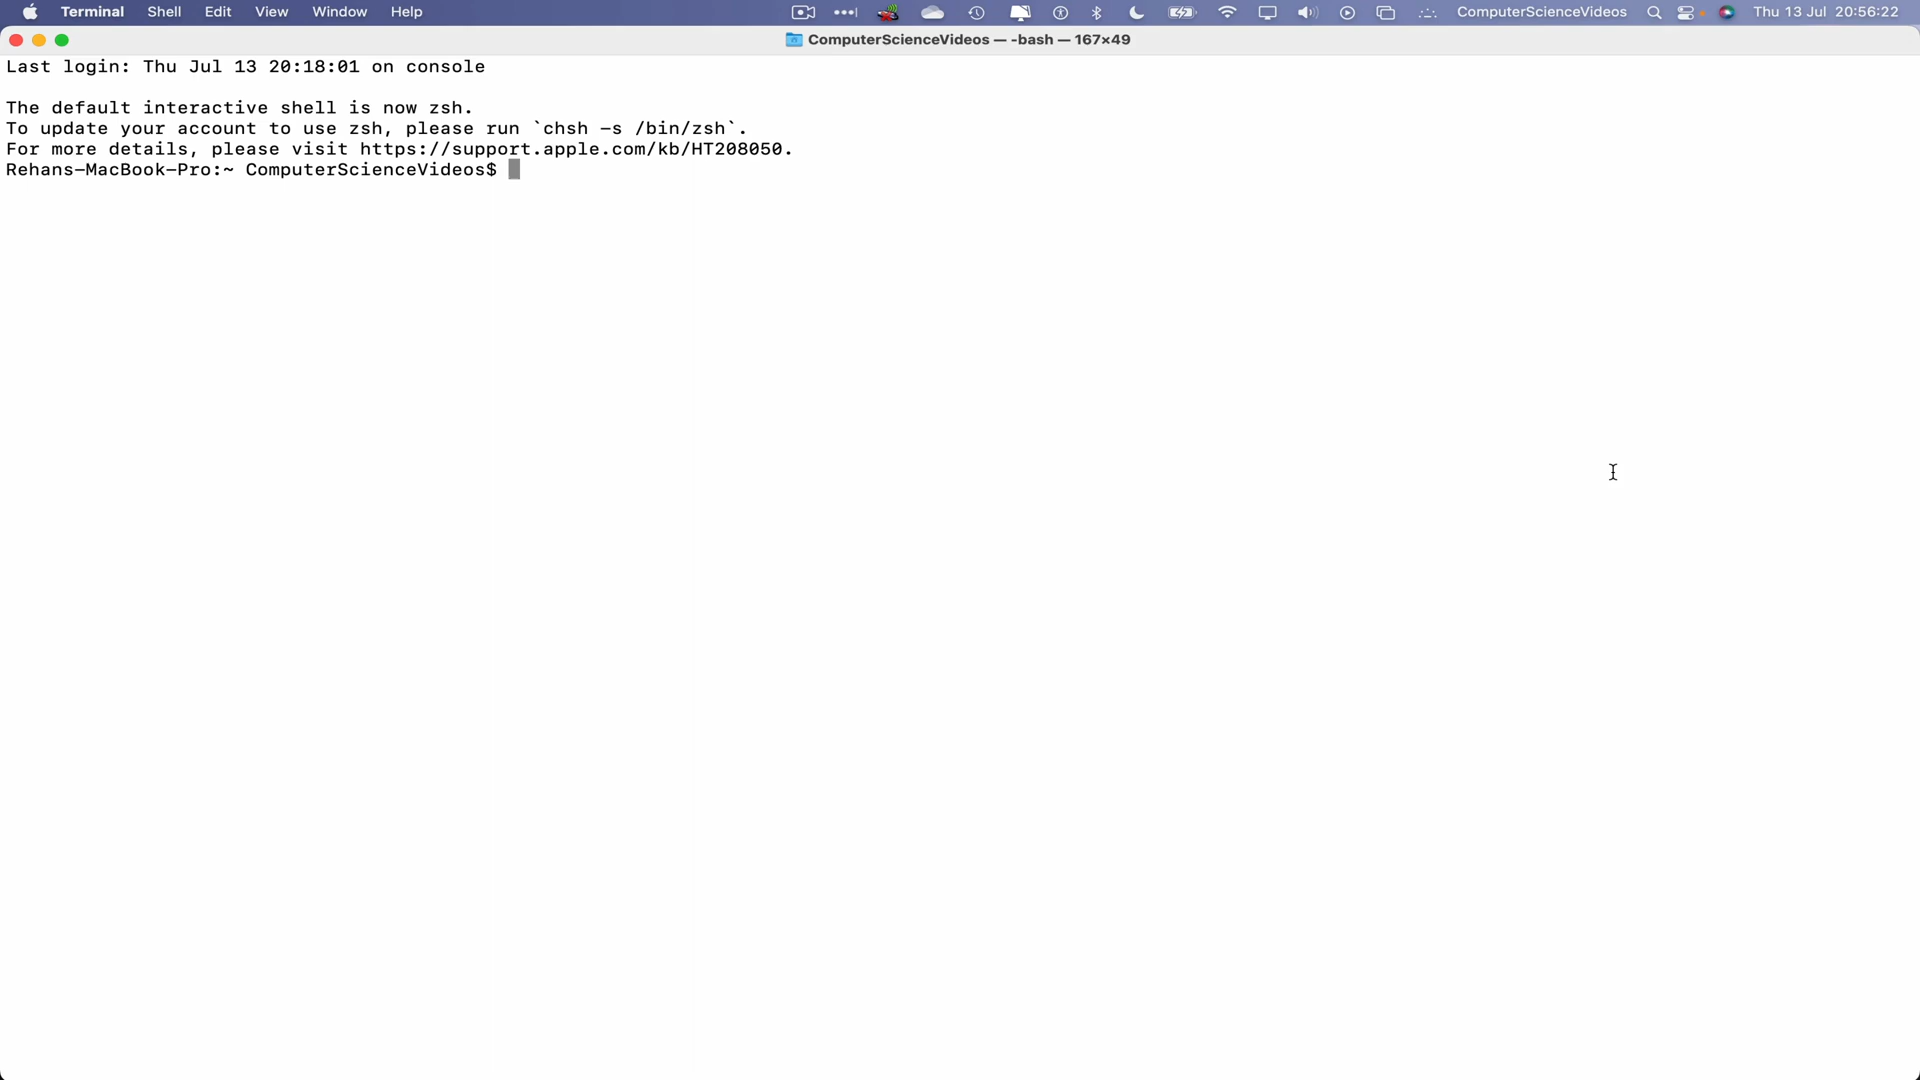 Terminal Shell Edit View Window Help ComputerScienceVideos Thu 13 Jul 20:56:22
ComputerScienceVideos — -bash — 167×49
Last login: Thu Jul 13 20:18:01 on console
The default interactive shell is now zsh.
To update your account to use zsh, please run `chsh -s /bin/zsh`.
For more details, please visit https://support.apple.com/kb/HT208050.
Rehans-MacBook-Pro:~ ComputerScienceVideos$